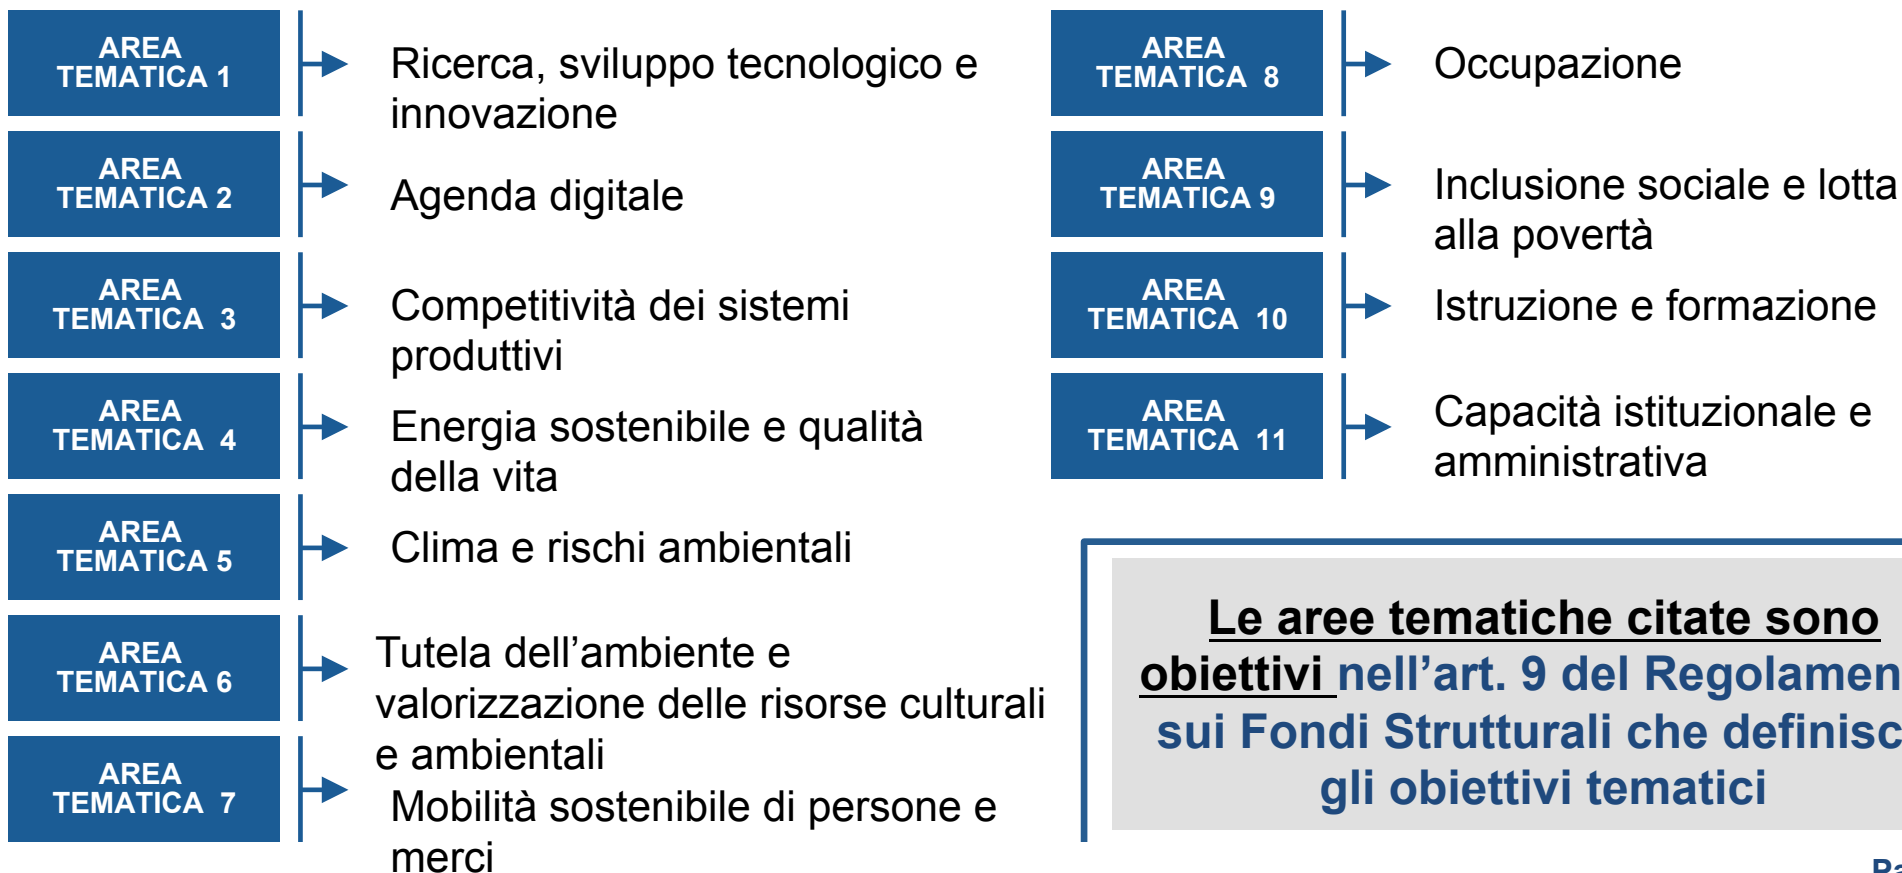 AREA
TEMATICA 1
Ricerca, sviluppo tecnologico e
innovazione
AREA
TEMATICA 2
Agenda digitale
AREA
TEMATICA 3
Competitività dei sistemi
produttivi
AREA
TEMATICA 4
Energia sostenibile e qualità
della vita
AREA
TEMATICA 5
Clima e rischi ambientali
AREA
TEMATICA 6
Tutela dell’ambiente e
valorizzazione delle risorse culturali
e ambientali
AREA
TEMATICA 7
Mobilità sostenibile di persone e
merci
AREA
TEMATICA 8
Occupazione
AREA
TEMATICA 9
Inclusione sociale e lotta
alla povertà
AREA
TEMATICA 10
Istruzione e formazione
AREA
TEMATICA 11
Capacità istituzionale e
amministrativa
Le aree tematiche citate sono
obiettivi nell’art. 9 del Regolamen
sui Fondi Strutturali che definisc
gli obiettivi tematici